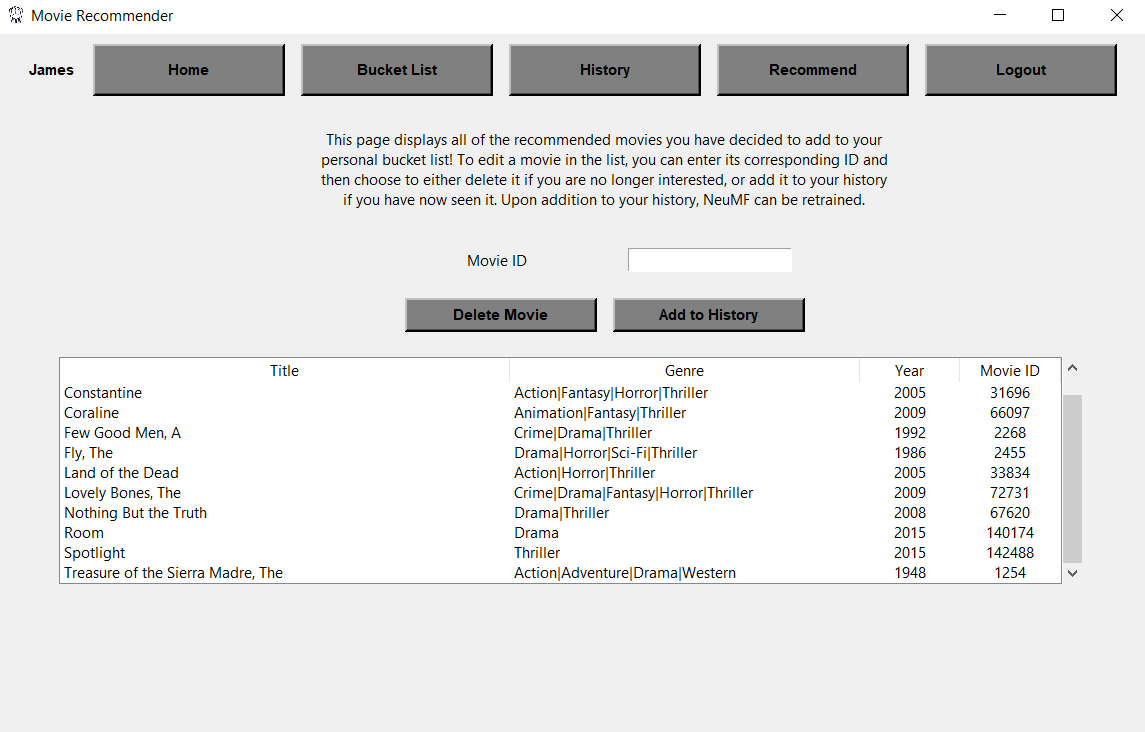 Movie Recommender
James Home Bucket List History Recommend Logout
This page displays all of the recommended movies you have decided to add to your
personal bucket list! To edit a movie in the list, you can enter its corresponding ID and
then choose to either delete it if you are no longer interested, or add it to your history
if you have now seen it. Upon addition to your history, NeuMF can be retrained.
Movie ID
Delete Movie Add to History
Title Genre Year Movie ID
Constantine Action|Fantasy|Horror|Thriller 2005 31696
Coraline Animation|Fantasy|Thriller 2009 66097
Few Good Men, A Crime|Drama|Thriller 1992 2268
Fly, The Drama|Horror|Sci-Fi|Thriller 1986 2455
Land of the Dead Action|Horror|Thriller 2005 33834
Lovely Bones, The Crime|Drama|Fantasy|Horror|Thriller 2009 72731
Nothing But the Truth Drama|Thriller 2008 67620
Room Drama 2015 140174
Spotlight Thriller 2015 142488
Treasure of the Sierra Madre, The Action|Adventure|Drama|Western 1948 1254